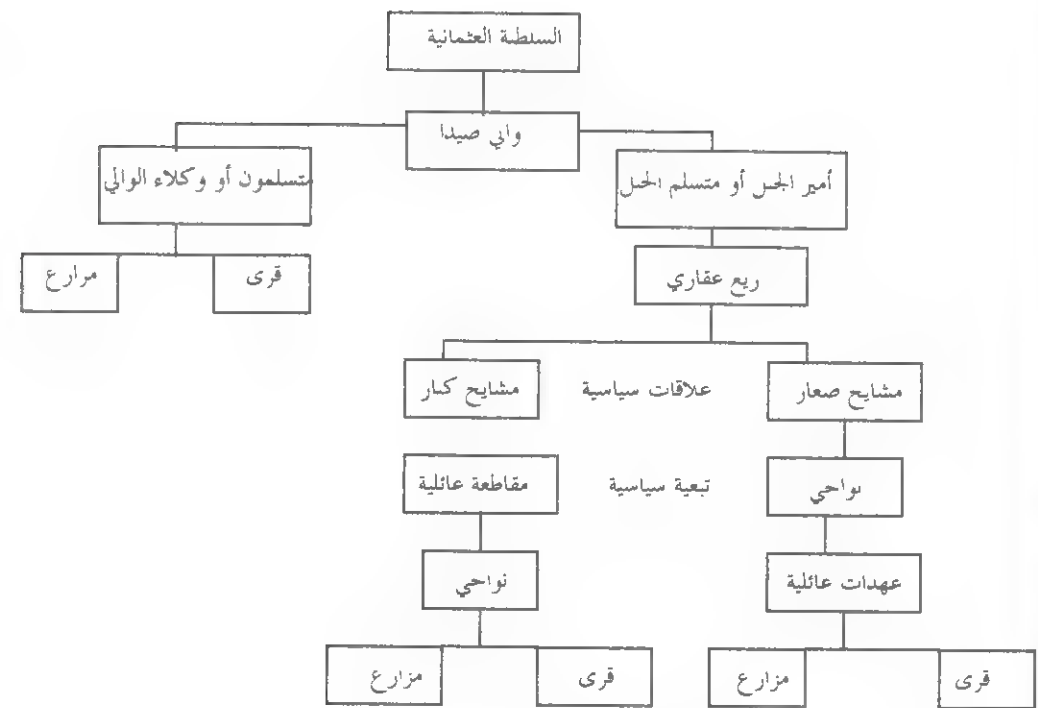 السلطة العثمانية
والي صيدا
أمير الجبل أو متسلم الجبل
متسلمون أو وكلاء الوالي
قرى
مزارع
ريع عقاري
مشايخ صغار
علاقات سياسية
مشايخ كبار
نواحي
تبعية سياسية
مقاطعة عائلية
عهدات عائلية
نواحي
قرى
مزارع
قرى
مزارع